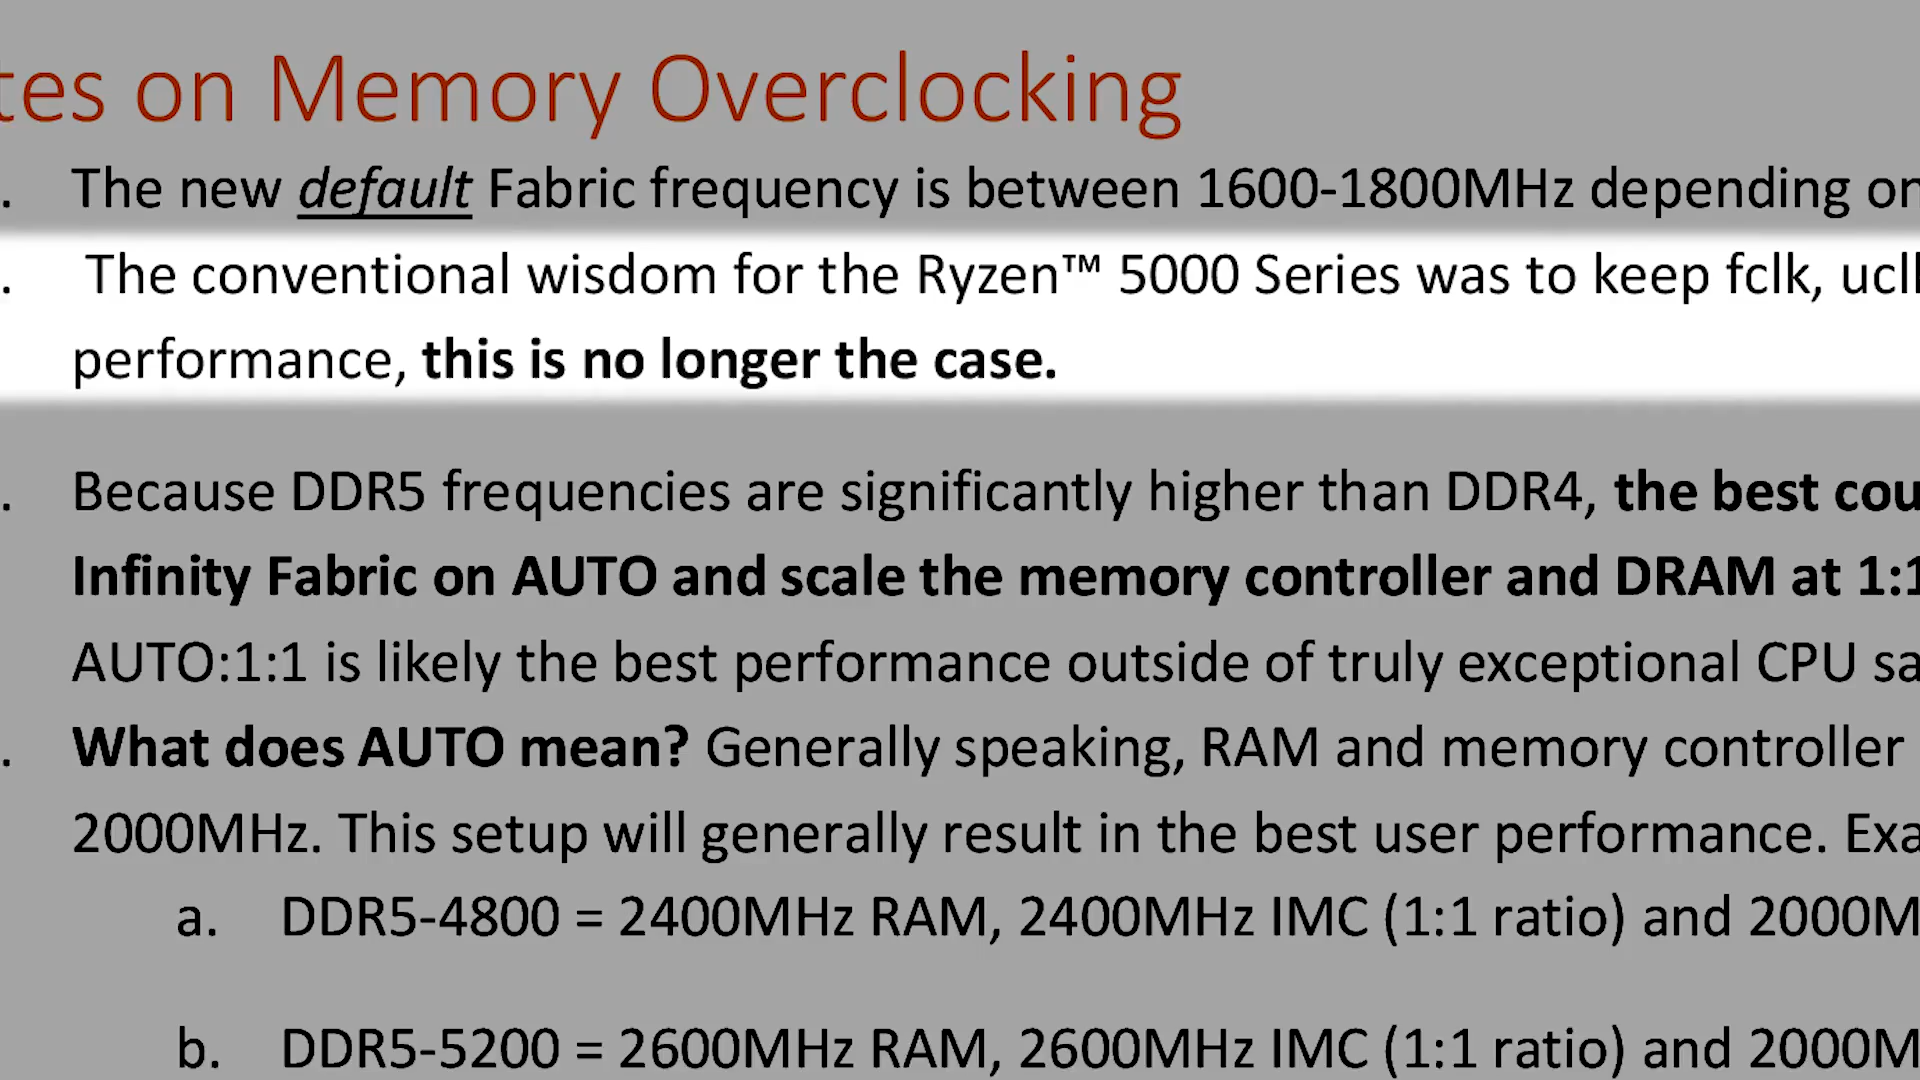 tes on Memory Overclocking
. The new default Fabric frequency is between 1600-1800MHz depending on
. The conventional wisdom for the Ryzen™ 5000 Series was to keep fclk, ucl
performance, this is no longer the case.
. Because DDR5 frequencies are significantly higher than DDR4, the best cou
Infinity Fabric on AUTO and scale the memory controller and DRAM at 1:1
AUTO:1:1 is likely the best performance outside of truly exceptional CPU sa
. What does AUTO mean? Generally speaking, RAM and memory controller
2000MHz. This setup will generally result in the best user performance. Exa
a. DDR5-4800 = 2400MHz RAM, 2400MHz IMC (1:1 ratio) and 2000M
b. DDR5-5200 = 2600MHz RAM, 2600MHz IMC (1:1 ratio) and 2000M